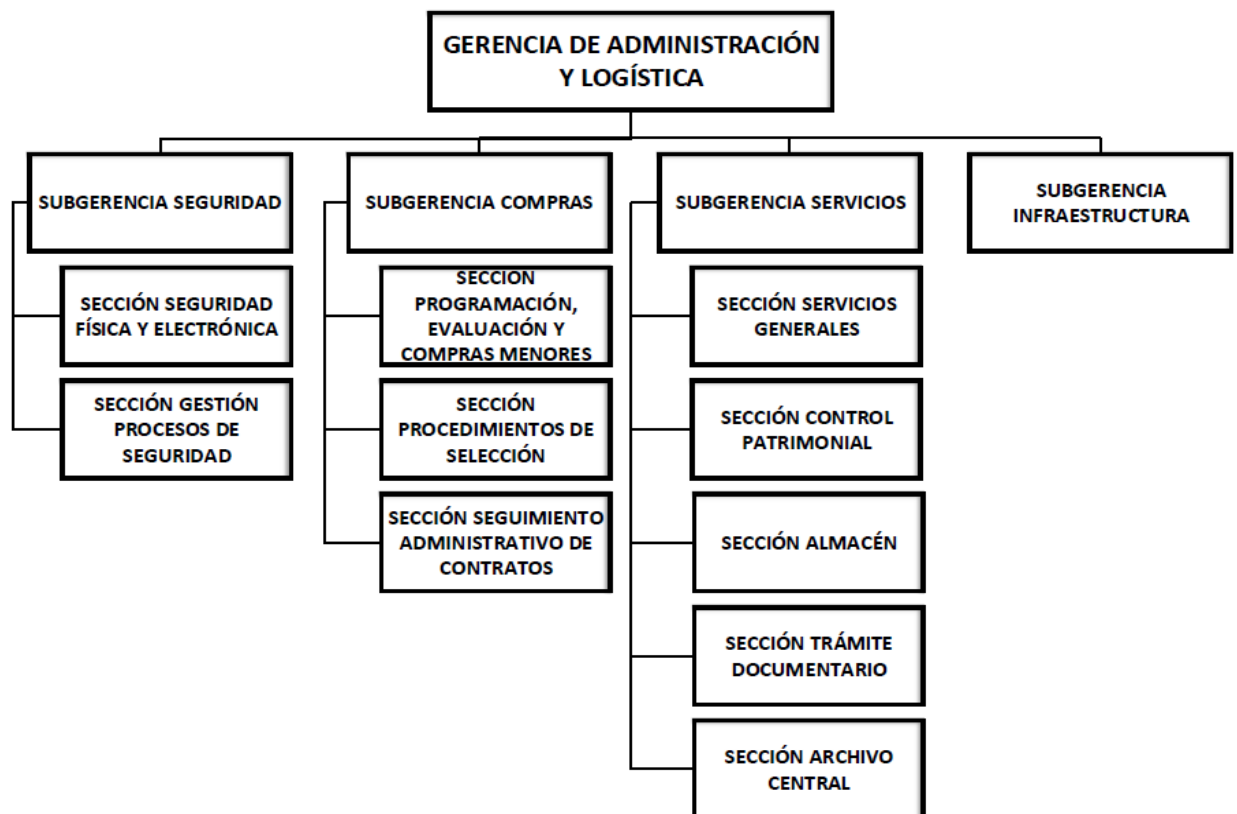 GERENCIA DE ADMINISTRACIÓN
Y LOGÍSTICA
SUBGERENCIA SEGURIDAD
SECCIÓN SEGURIDAD
FÍSICA Y ELECTRÓNICA
SECCIÓN GESTIÓN
PROCESOS DE
SEGURIDAD
SUBGERENCIA COMPRAS
SECCIÓN
PROGRAMACIÓN,
EVALUACIÓN Y
COMPRAS MENORES
SECCIÓN
PROCEDIMIENTOS DE
SELECCIÓN
SECCIÓN SEGUIMIENTO
ADMINISTRATIVO DE
CONTRATOS
SUBGERENCIA SERVICIOS
SECCIÓN SERVICIOS
GENERALES
SECCIÓN CONTROL
PATRIMONIAL
SECCIÓN ALMACÉN
SECCIÓN TRÁMITE
DOCUMENTARIO
SECCIÓN ARCHIVO
CENTRAL
SUBGERENCIA
INFRAESTRUCTURA